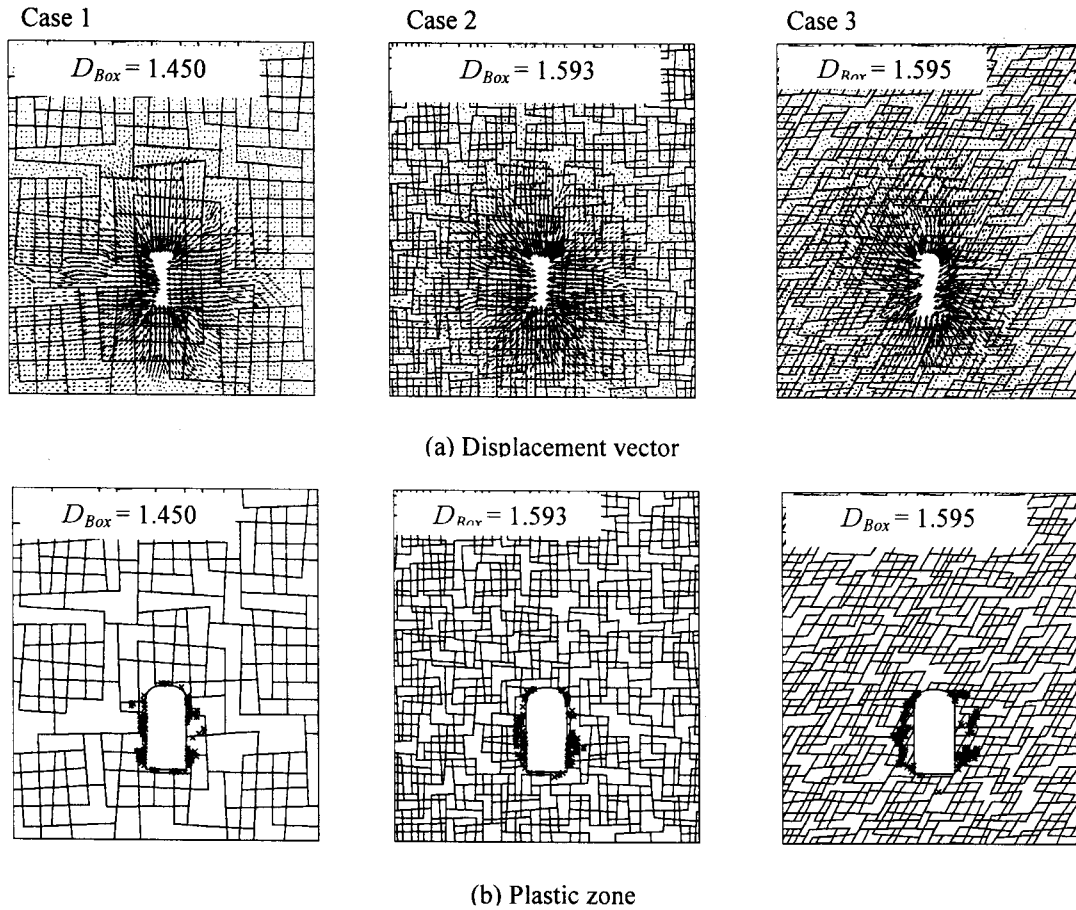 Case 1
Case 2
Case 3
D_Box = 1.450
D_Box = 1.593
D_Box = 1.595
(a) Displacement vector
D_Box = 1.450
D_Box = 1.593
D_Box = 1.595
(b) Plastic zone